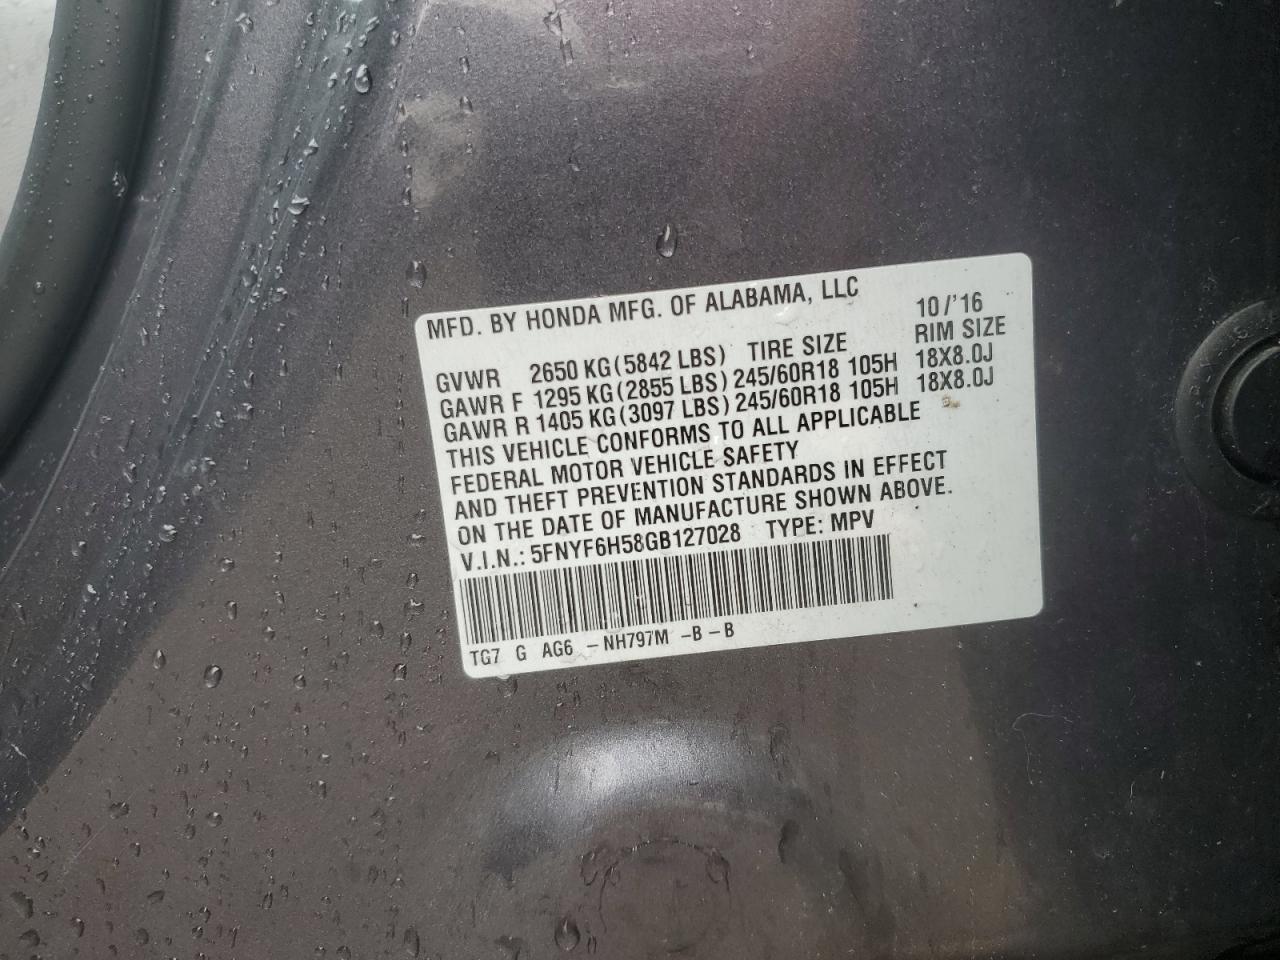 MFD. BY HONDA MFG. OF ALABAMA, LLC 10/'16
GVWR 2650 KG (5842 LBS) TIRE SIZE RIM SIZE
GAWR F 1295 KG (2855 LBS) 245/60R18 105H 18X8.0J
GAWR R 1405 KG (3097 LBS) 245/60R18 105H 18X8.0J
THIS VEHICLE CONFORMS TO ALL APPLICABLE
FEDERAL MOTOR VEHICLE SAFETY
AND THEFT PREVENTION STANDARDS IN EFFECT
ON THE DATE OF MANUFACTURE SHOWN ABOVE.
V.I.N.: 5FNYF6H58GB127028 TYPE: MPV
TG7 G AG6 -NH797M -B -B